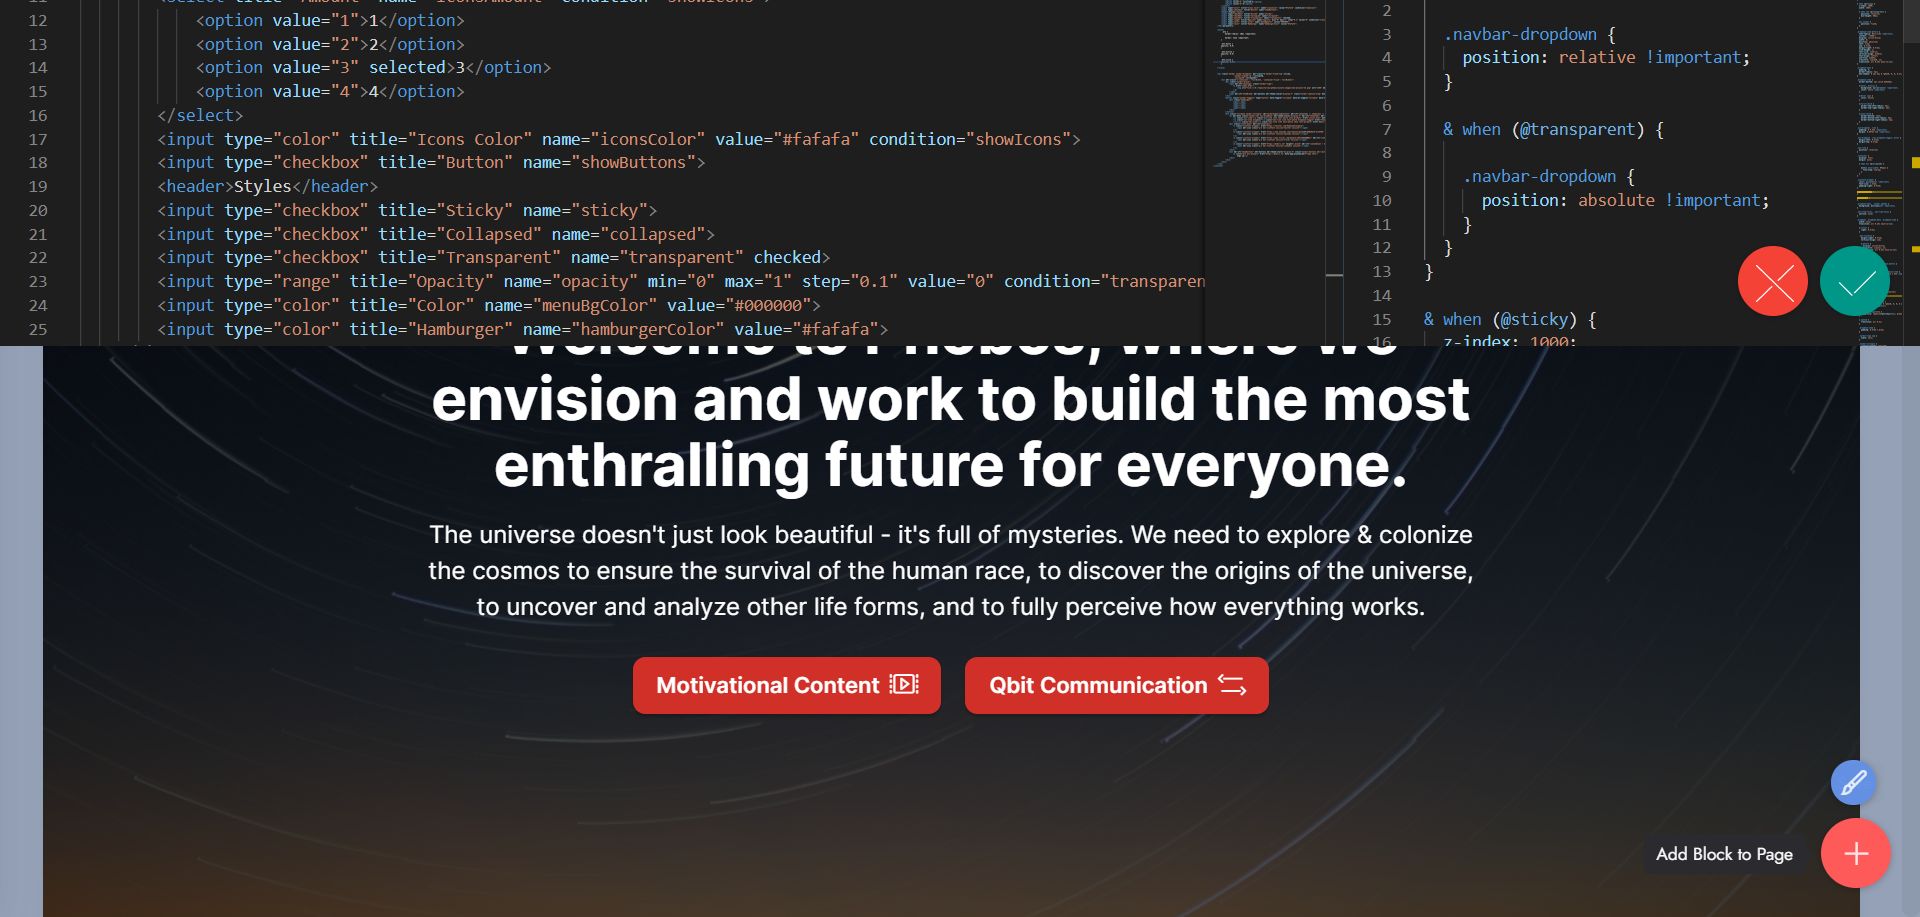 <select title="Amount" name="iconsAmount" condition="showIcons">
12 <option value="1">1</option>
13 <option value="2">2</option>
14 <option value="3" selected>3</option>
15 <option value="4">4</option>
16 </select>
17 <input type="color" title="Icons Color" name="iconsColor" value="#fafafa" condition="showIcons">
18 <input type="checkbox" title="Button" name="showButtons">
19 <header>Styles</header>
20 <input type="checkbox" title="Sticky" name="sticky">
21 <input type="checkbox" title="Collapsed" name="collapsed">
22 <input type="checkbox" title="Transparent" name="transparent" checked>
23 <input type="range" title="Opacity" name="opacity" min="0" max="1" step="0.1" value="0" condition="transparen
24 <input type="color" title="Color" name="menuBgColor" value="#000000">
25 <input type="color" title="Hamburger" name="hamburgerColor" value="#fafafa">
2
3 .navbar-dropdown {
4 position: relative !important;
5 }
6
7 & when (@transparent) {
8
9 .navbar-dropdown {
10 position: absolute !important;
11 }
12 }
13 }
14
15 & when (@sticky) {
16 z-index: 1000;
Welcome to Phobos, where we
envision and work to build the most
enthralling future for everyone.
The universe doesn't just look beautiful - it's full of mysteries. We need to explore & colonize
the cosmos to ensure the survival of the human race, to discover the origins of the universe,
to uncover and analyze other life forms, and to fully perceive how everything works.
Motivational Content
Qbit Communication
Add Block to Page